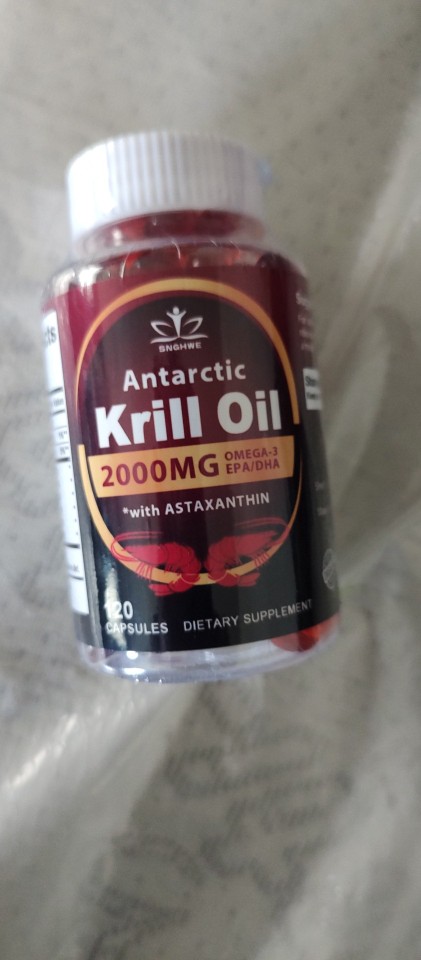 SNGHWE
Antarctic
Krill Oil
2000MG OMEGA-3
EPA/DHA
*with ASTAXANTHIN
120
CAPSULES DIETARY SUPPLEMENT